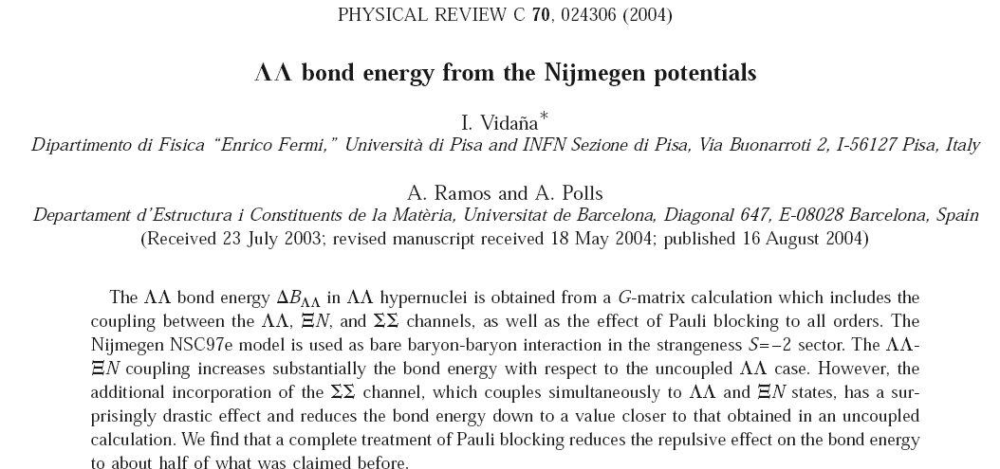 PHYSICAL REVIEW C 70, 024306 (2004)
ΛΛ bond energy from the Nijmegen potentials
I. Vidaña*
Dipartimento di Fisica “Enrico Fermi,” Università di Pisa and INFN Sezione di Pisa, Via Buonarroti 2, I-56127 Pisa, Italy
A. Ramos and A. Polls
Departament d’Estructura i Constituents de la Matèria, Universitat de Barcelona, Diagonal 647, E-08028 Barcelona, Spain
(Received 23 July 2003; revised manuscript received 18 May 2004; published 16 August 2004)
The ΛΛ bond energy ΔB_ΛΛ in ΛΛ hypernuclei is obtained from a G-matrix calculation which includes the
coupling between the ΛΛ, ΞN, and ΣΣ channels, as well as the effect of Pauli blocking to all orders. The
Nijmegen NSC97e model is used as bare baryon-baryon interaction in the strangeness S=−2 sector. The ΛΛ-
ΞN coupling increases substantially the bond energy with respect to the uncoupled ΛΛ case. However, the
additional incorporation of the ΣΣ channel, which couples simultaneously to ΛΛ and ΞN states, has a sur-
prisingly drastic effect and reduces the bond energy down to a value closer to that obtained in an uncoupled
calculation. We find that a complete treatment of Pauli blocking reduces the repulsive effect on the bond energy
to about half of what was claimed before.